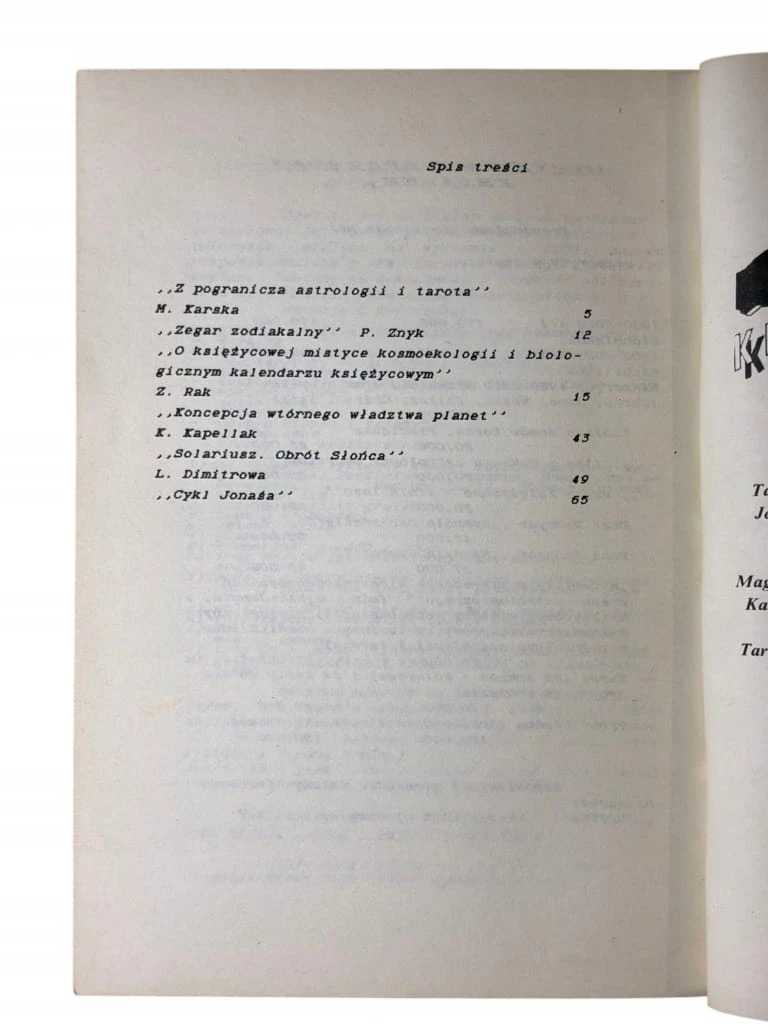 Spis treści
,,Z pogranicza astrologii i tarota''
M. Karska 5
,,Zegar zodiakalny'' P. Znyk 12
,,O księżycowej mistyce kosmoekologii i biolo-
gicznym kalendarzu księżycowym''
Z. Rak 15
,,Koncepcja wtórnego władztwa planet''
K. Kapellak 43
,,Solariusz. Obrót Słońca''
L. Dimitrowa 49
,,Cykl Jonaša'' 65